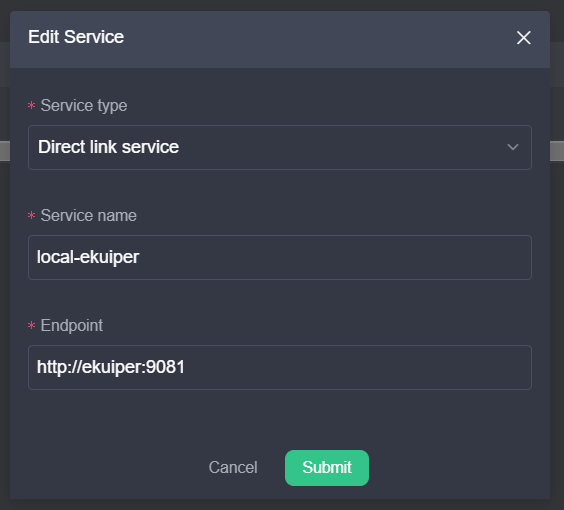 Edit Service
* Service type
Direct link service
* Service name
local-ekuiper
* Endpoint
http://ekuiper:9081
Cancel Submit